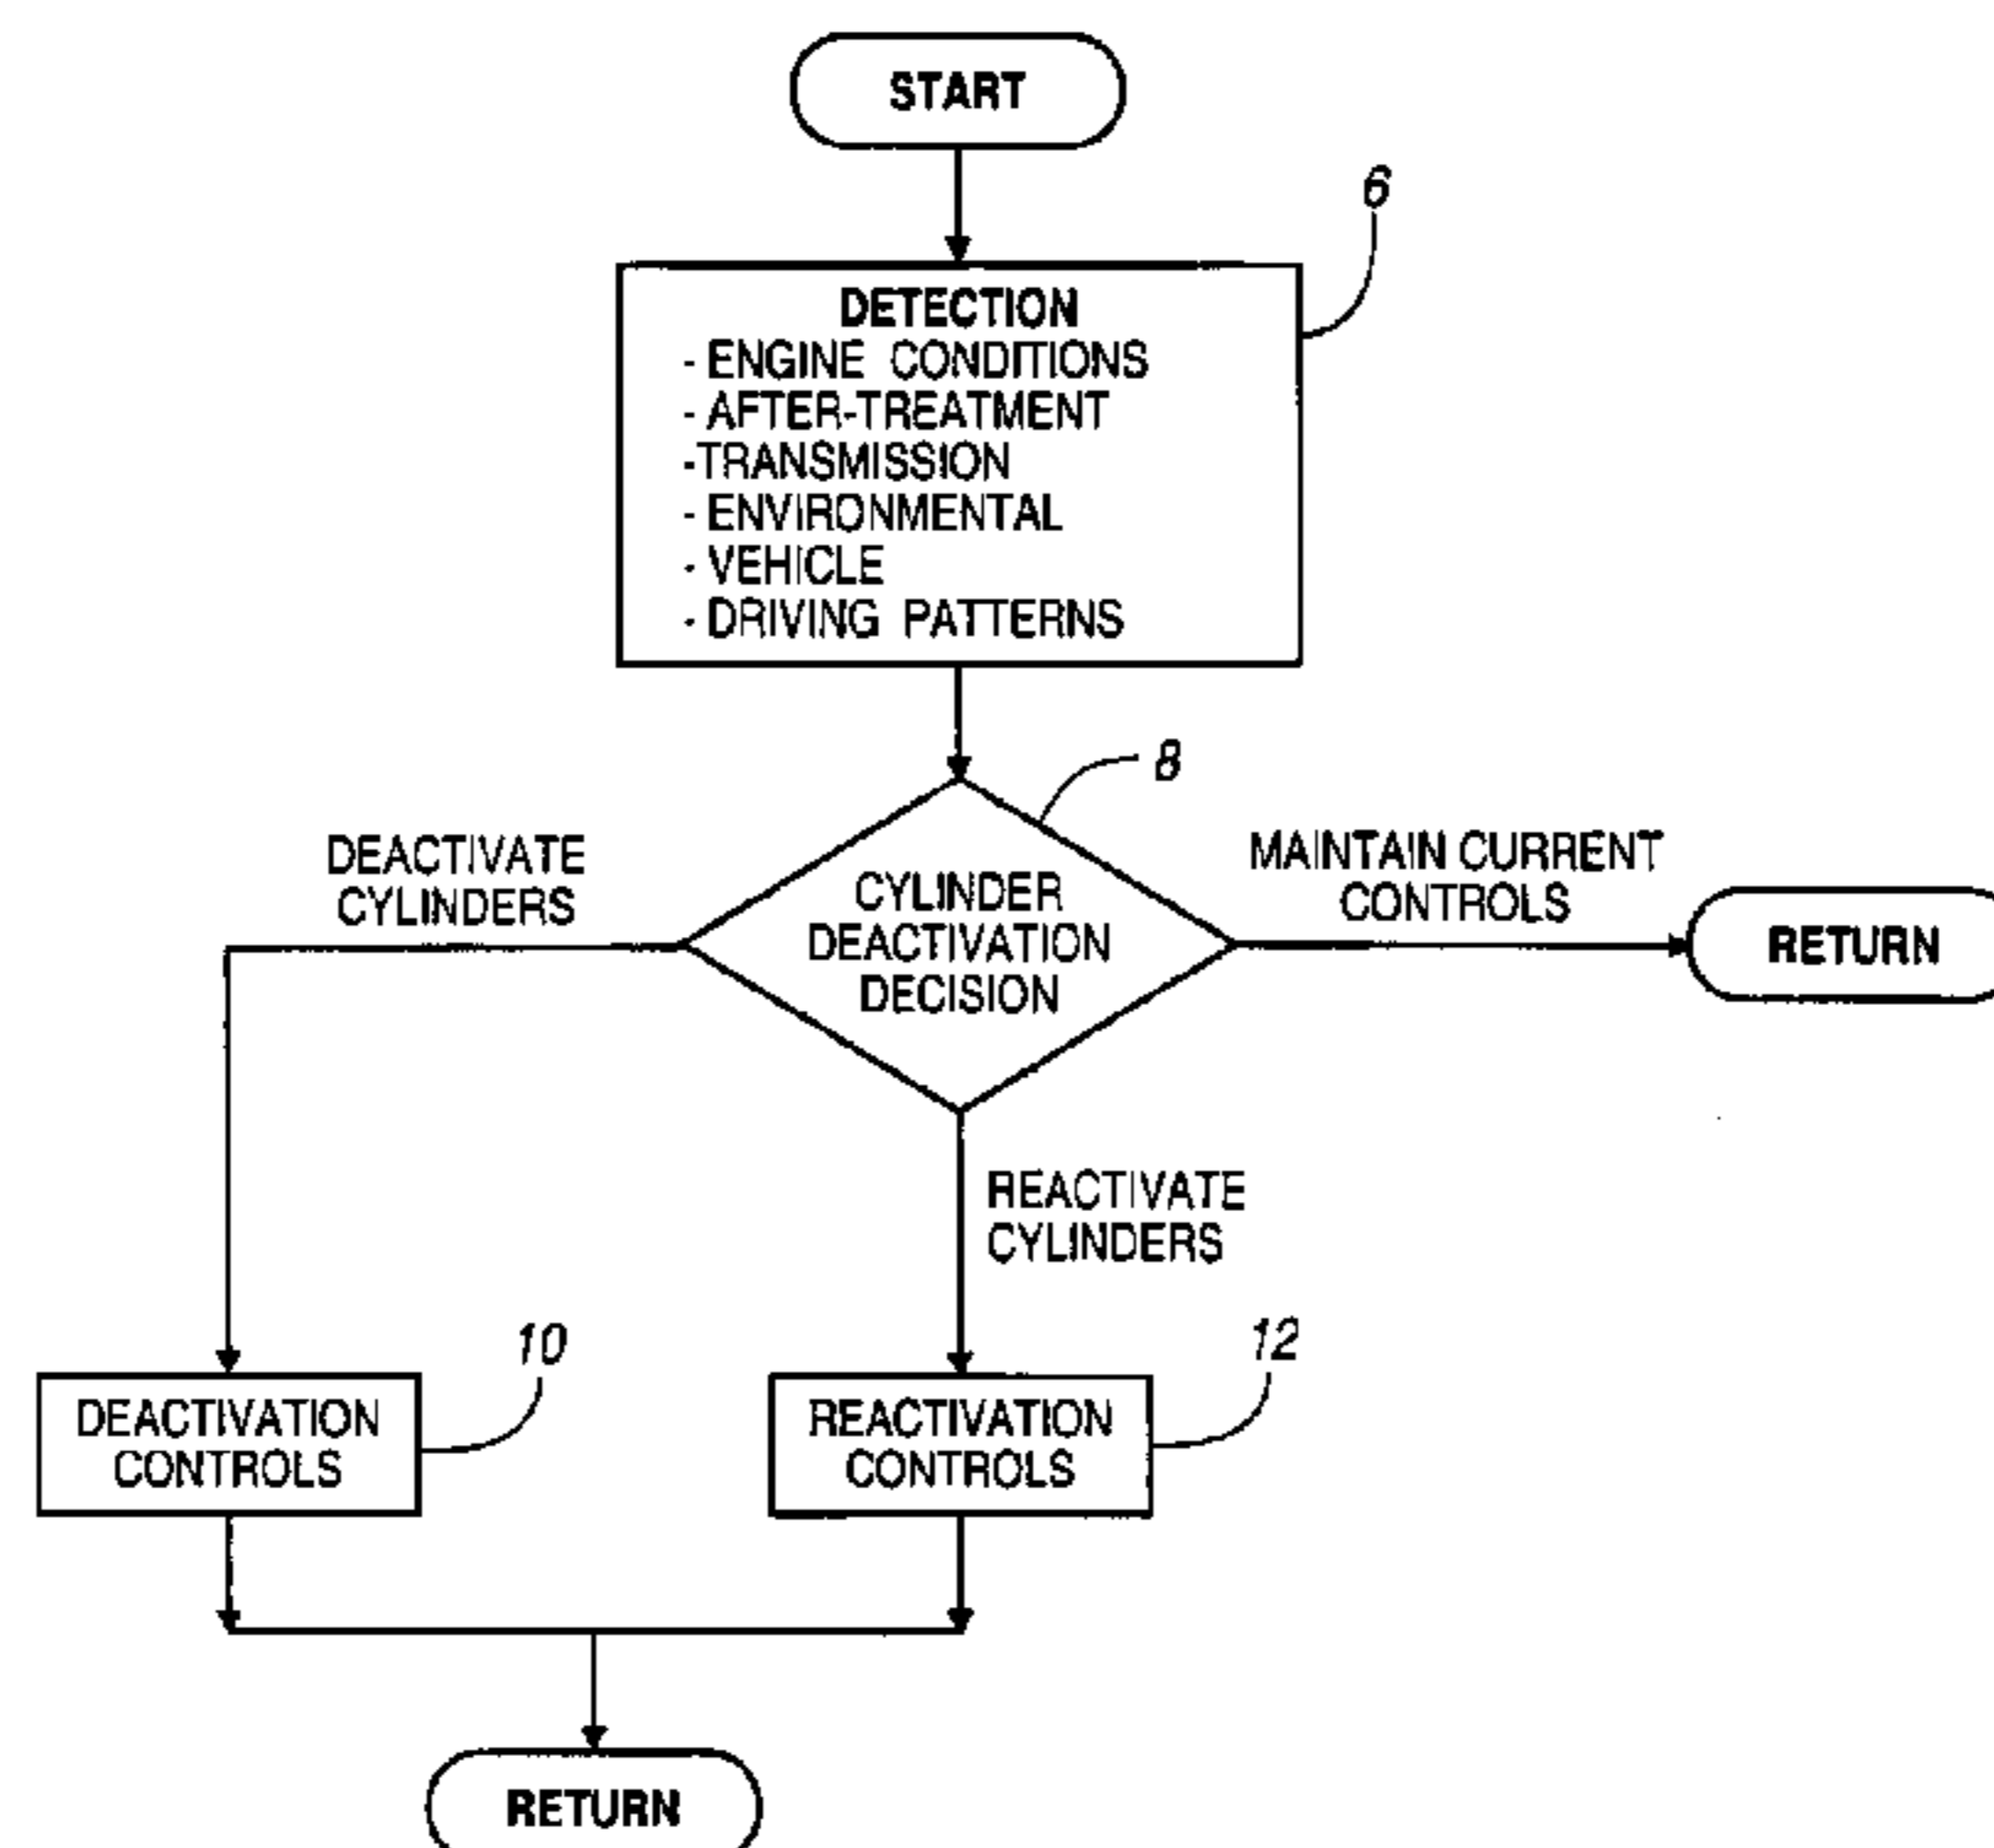 START
6
DETECTION
- ENGINE CONDITIONS
- AFTER-TREATMENT
-TRANSMISSION
- ENVIRONMENTAL
- VEHICLE
- DRIVING PATTERNS
8
DEACTIVATE
CYLINDERS
CYLINDER
DEACTIVATION
DECISION
MAINTAIN CURRENT
CONTROLS
RETURN
REACTIVATE
CYLINDERS
10
DEACTIVATION
CONTROLS
12
REACTIVATION
CONTROLS
RETURN